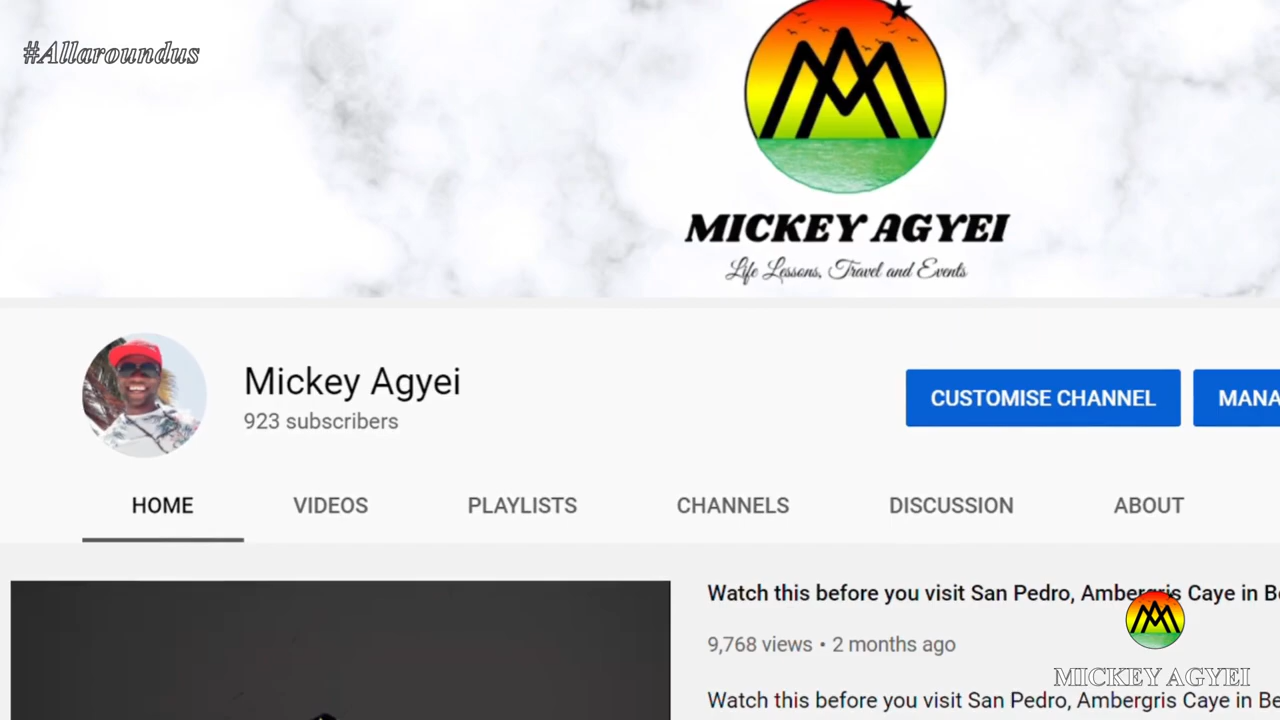 #Allaroundus
MICKEY AGYEI
Life Lessons, Travel and Events
Mickey Agyei
923 subscribers
CUSTOMISE CHANNEL
MANA
HOME VIDEOS PLAYLISTS CHANNELS DISCUSSION ABOUT
Watch this before you visit San Pedro, Ambergris Caye in Be
9,768 views • 2 months ago
Watch this before you visit San Pedro, Ambergris Caye in Be
MICKEY AGYEI